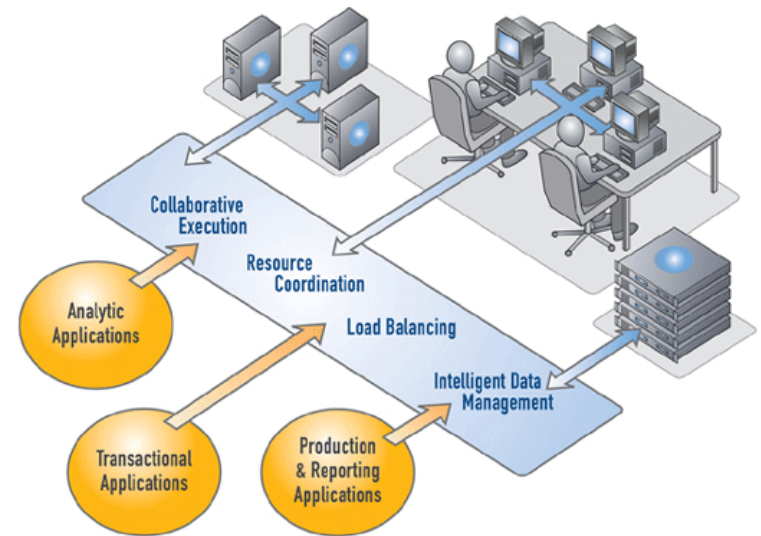 Collaborative
Execution
Resource
Coordination
Load Balancing
Intelligent Data
Management
Analytic
Applications
Transactional
Applications
Production
& Reporting
Applications